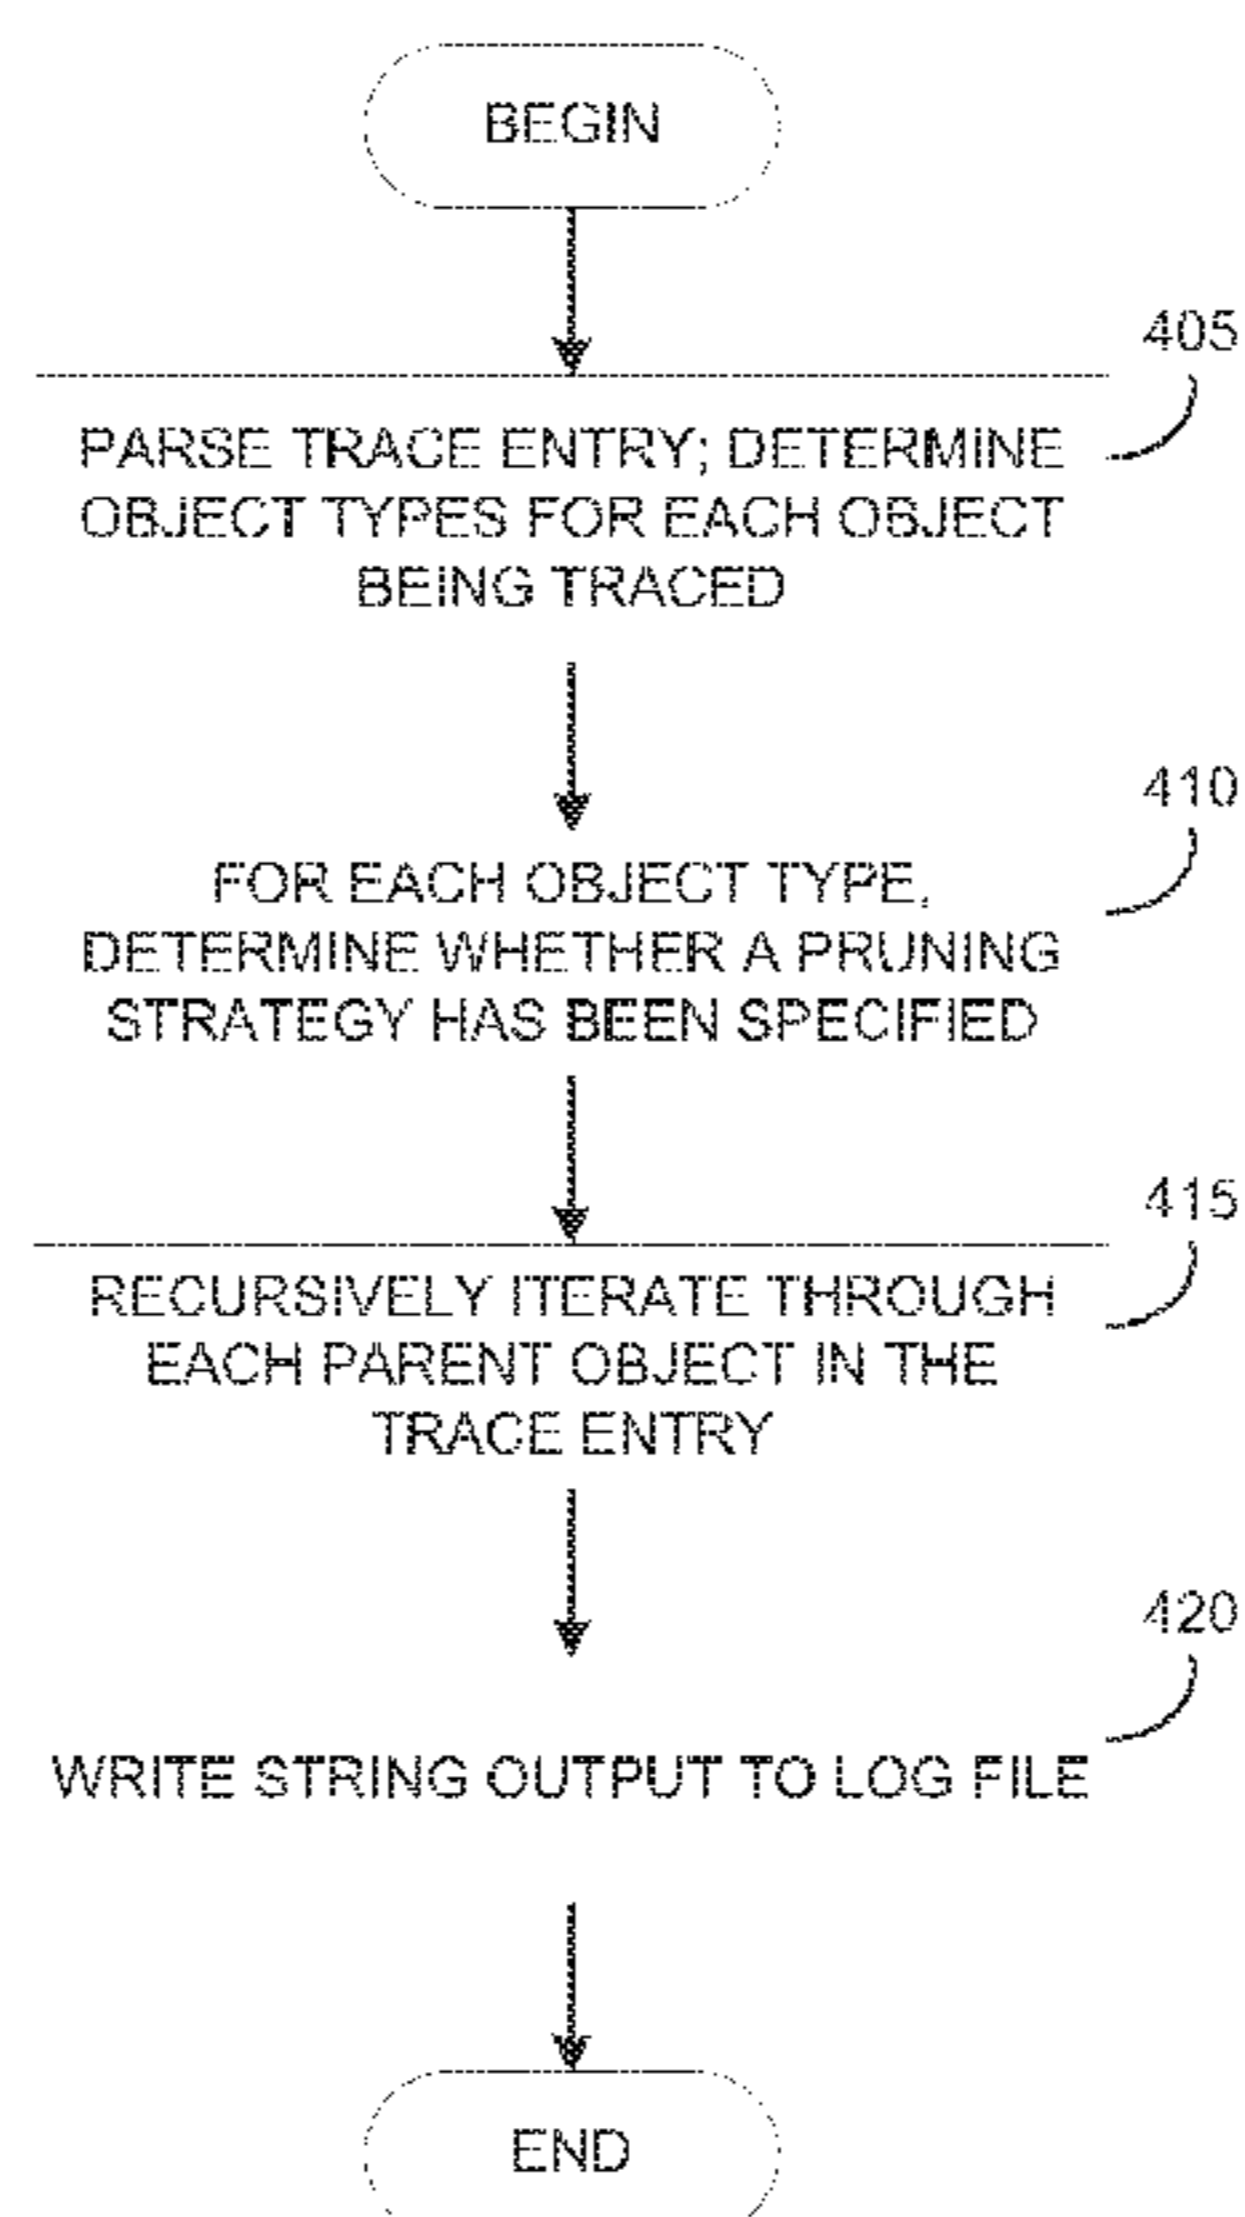 BEGIN
405
PARSE TRACE ENTRY; DETERMINE
OBJECT TYPES FOR EACH OBJECT
BEING TRACED
410
FOR EACH OBJECT TYPE,
DETERMINE WHETHER A PRUNING
STRATEGY HAS BEEN SPECIFIED
415
RECURSIVELY ITERATE THROUGH
EACH PARENT OBJECT IN THE
TRACE ENTRY
420
WRITE STRING OUTPUT TO LOG FILE
END